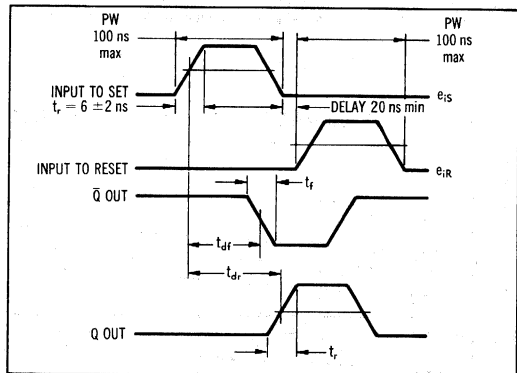 PW
100 ns
max
PW
100 ns
max
INPUT TO SET
e_iS
t_r = 6 ±2 ns
DELAY 20 ns min
INPUT TO RESET
e_iR
Q̄ OUT
t_f
t_df
t_dr
Q OUT
t_r